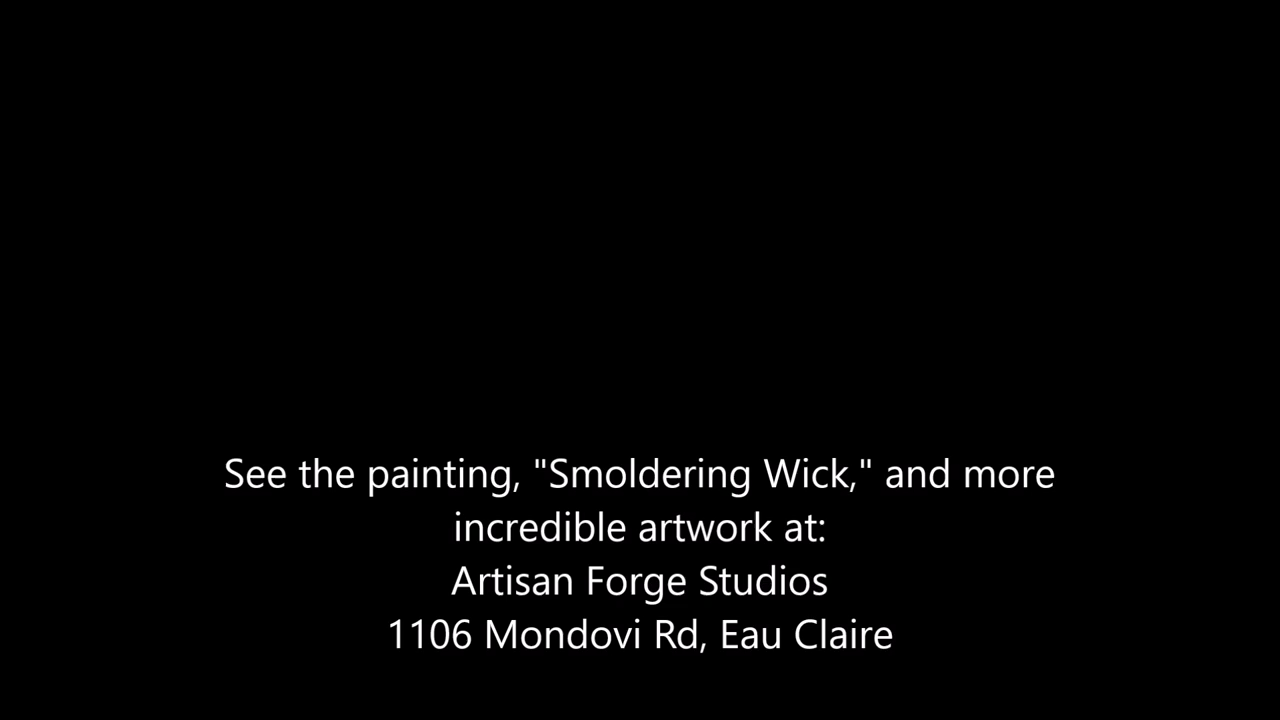 See the painting, "Smoldering Wick," and more
incredible artwork at:
Artisan Forge Studios
1106 Mondovi Rd, Eau Claire